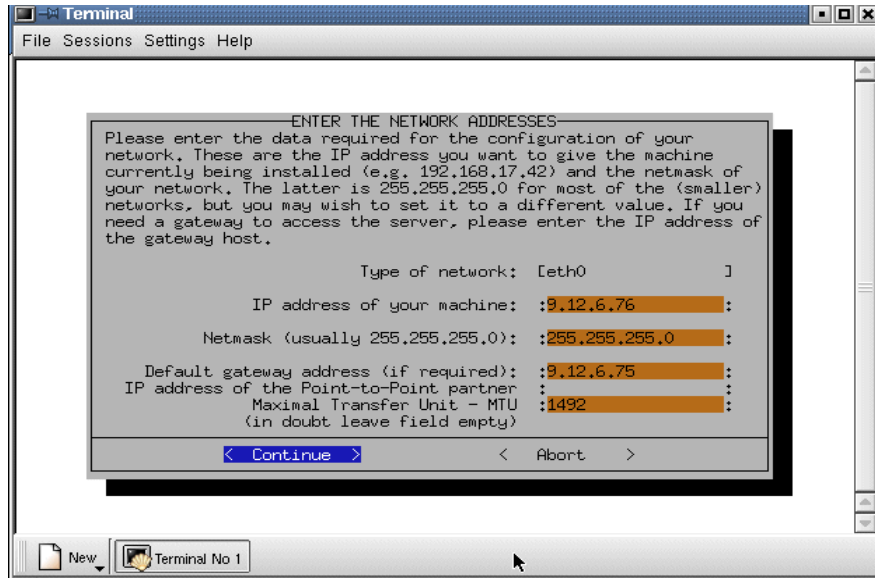 Terminal
File Sessions Settings Help
ENTER THE NETWORK ADDRESSES
Please enter the data required for the configuration of your
network. These are the IP address you want to give the machine
currently being installed (e.g. 192.168.17.42) and the netmask of
your network. The latter is 255.255.255.0 for most of the (smaller)
networks, but you may wish to set it to a different value. If you
need a gateway to access the server, please enter the IP address of
the gateway host.
Type of network: [eth0 ]
IP address of your machine: :9.12.6.76 :
Netmask (usually 255.255.255.0): :255.255.255.0 :
Default gateway address (if required): :9.12.6.75 :
IP address of the Point-to-Point partner : :
Maximal Transfer Unit - MTU :1492 :
(in doubt leave field empty)
< Continue > < Abort >
New Terminal No 1